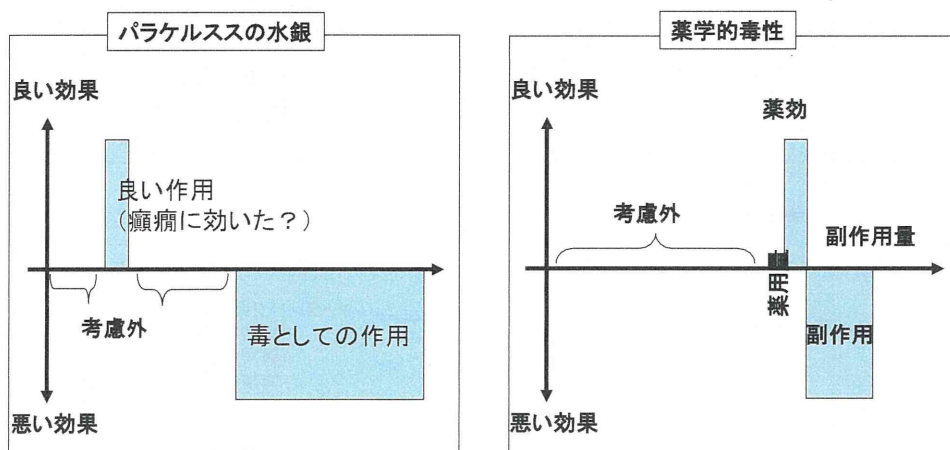 パラケルススの水銀
良い効果
良い作用
(癲癇に効いた？)
考慮外
毒としての作用
悪い効果
薬学的毒性
良い効果
薬効
考慮外
副作用量
薬用量
副作用
悪い効果